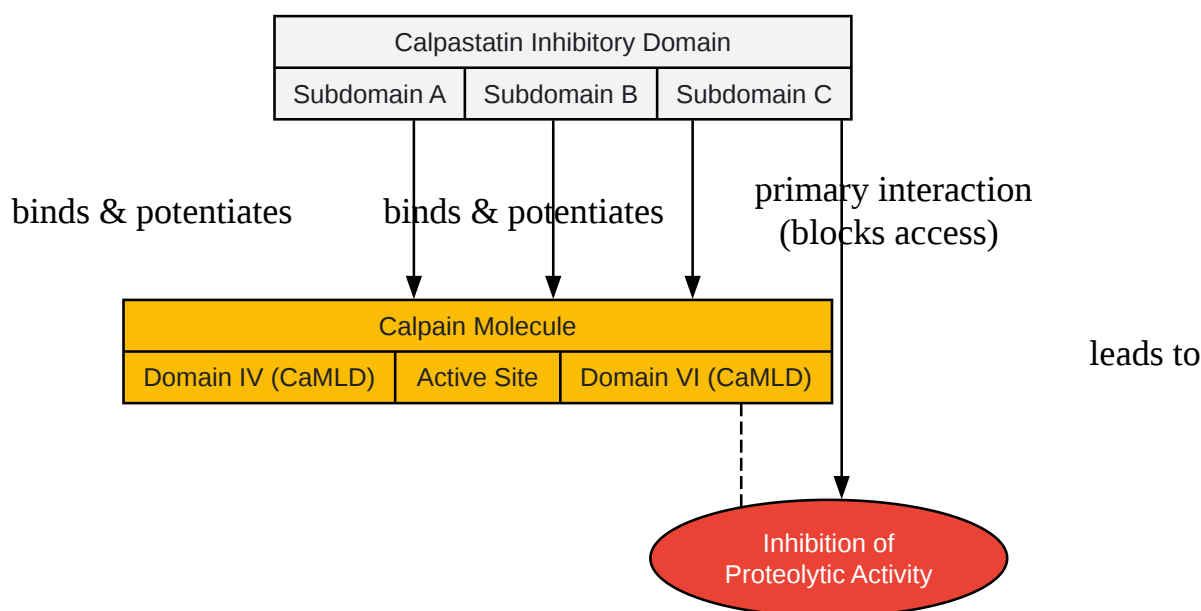 Calpastatin Inhibitory Domain
Subdomain A
Subdomain B
Subdomain C
binds & potentiates
binds & potentiates
primary interaction
(blocks access)
Calpain Molecule
Domain IV (CaMLD)
Active Site
Domain VI (CaMLD)
leads to
Inhibition of
Proteolytic Activity